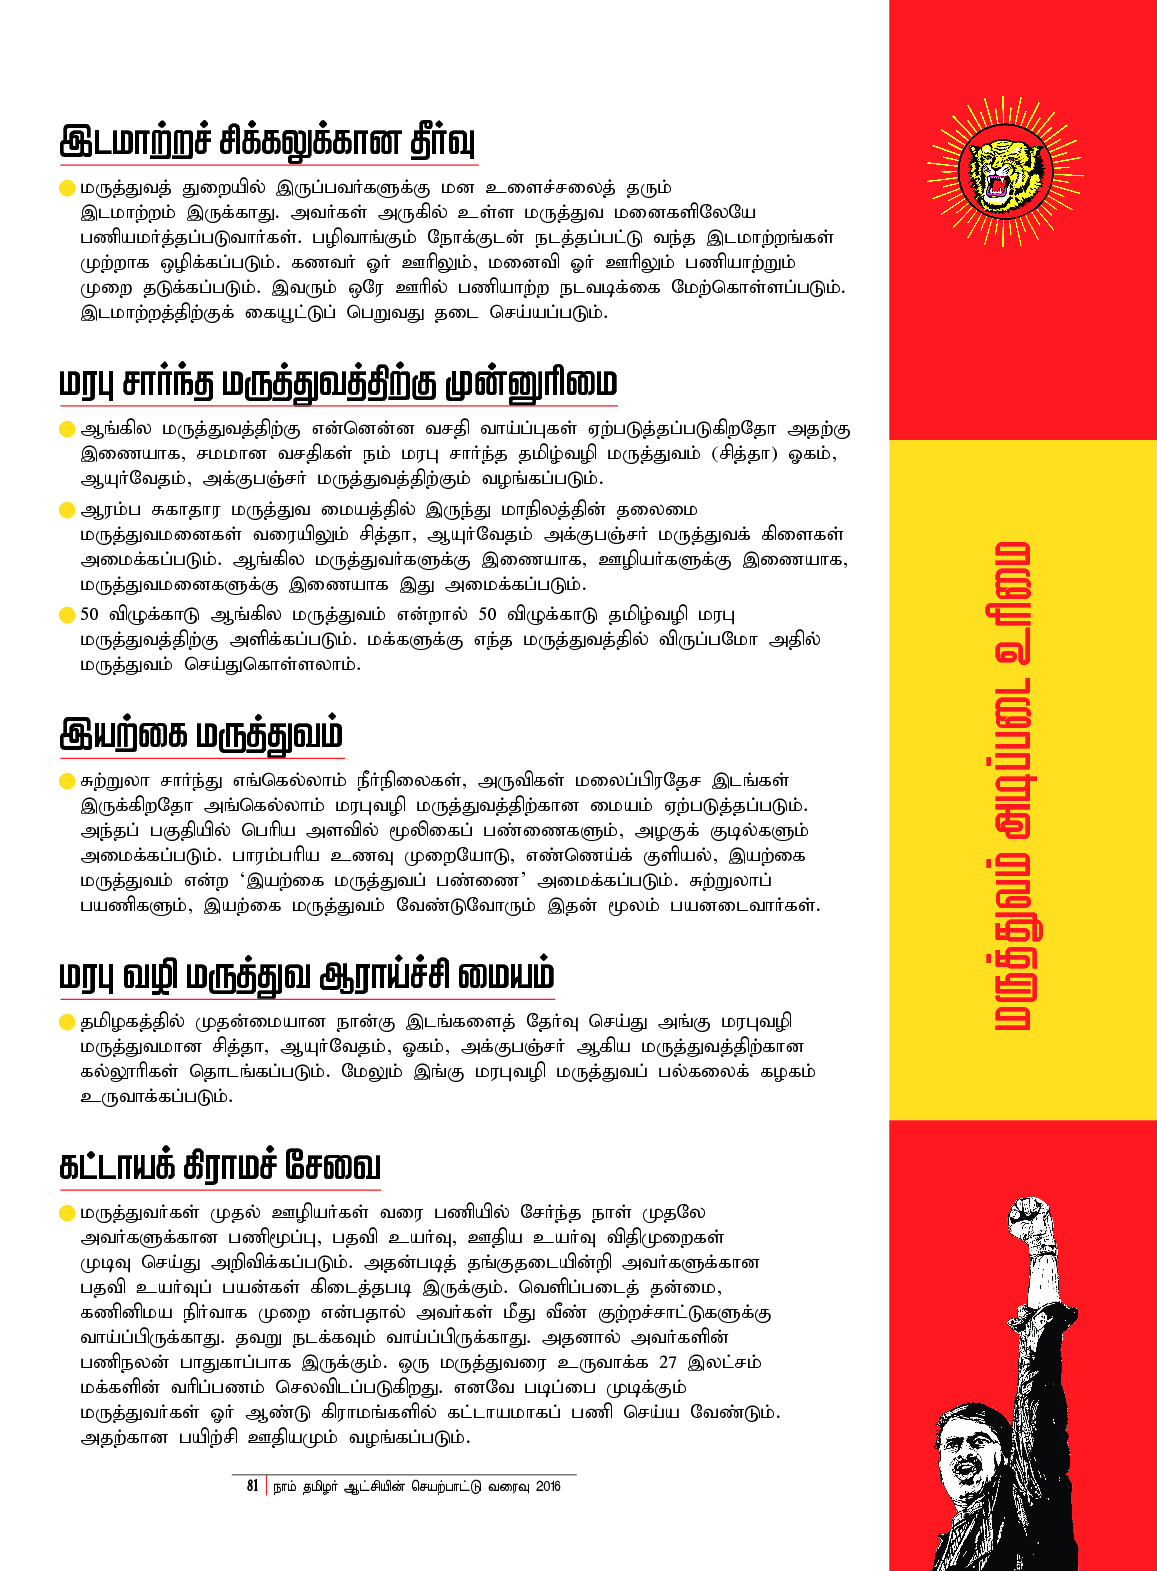 இடமாற்றச் சிக்கலுக்கான தீர்வு
மருத்துவத் துறையில் இருப்பவர்களுக்கு மன உளைச்சலைத் தரும்
இடமாற்றம் இருக்காது. அவர்கள் அருகில் உள்ள மருத்துவ மனைகளிலேயே
பணியமர்த்தப்படுவார்கள். பழிவாங்கும் நோக்குடன் நடத்தப்பட்டு வந்த இடமாற்றங்கள்
முற்றாக ஒழிக்கப்படும். கணவர் ஓர் ஊரிலும், மனைவி ஓர் ஊரிலும் பணியாற்றும்
முறை தடுக்கப்படும். இவரும் ஒரே ஊரில் பணியாற்ற நடவடிக்கை மேற்கொள்ளப்படும்.
இடமாற்றத்திற்குக் கையூட்டுப் பெறுவது தடை செய்யப்படும்.
மரபு சார்ந்த மருத்துவத்திற்கு முன்னுரிமை
ஆங்கில மருத்துவத்திற்கு என்னென்ன வசதி வாய்ப்புகள் ஏற்படுத்தப்படுகிறதோ அதற்கு
இணையாக, சமமான வசதிகள் நம் மரபு சார்ந்த தமிழ்வழி மருத்துவம் (சித்தா) ஓகம்,
ஆயுர்வேதம், அக்குபஞ்சர் மருத்துவத்திற்கும் வழங்கப்படும்.
ஆரம்ப சுகாதார மருத்துவ மையத்தில் இருந்து மாநிலத்தின் தலைமை
மருத்துவமனைகள் வரையிலும் சித்தா, ஆயுர்வேதம் அக்குபஞ்சர் மருத்துவக் கிளைகள்
அமைக்கப்படும். ஆங்கில மருத்துவர்களுக்கு இணையாக, ஊழியர்களுக்கு இணையாக,
மருத்துவமனைகளுக்கு இணையாக இது அமைக்கப்படும்.
50 விழுக்காடு ஆங்கில மருத்துவம் என்றால் 50 விழுக்காடு தமிழ்வழி மரபு
மருத்துவத்திற்கு அளிக்கப்படும். மக்களுக்கு எந்த மருத்துவத்தில் விருப்பமோ அதில்
மருத்துவம் செய்துகொள்ளலாம்.
இயற்கை மருத்துவம்
சுற்றுலா சார்ந்து எங்கெல்லாம் நீர்நிலைகள், அருவிகள் மலைப்பிரதேச இடங்கள்
இருக்கிறதோ அங்கெல்லாம் மரபுவழி மருத்துவத்திற்கான மையம் ஏற்படுத்தப்படும்.
அந்தப் பகுதியில் பெரிய அளவில் மூலிகைப் பண்ணைகளும், அழகுக் குடில்களும்
அமைக்கப்படும். பாரம்பரிய உணவு முறையோடு, எண்ணெய்க் குளியல், இயற்கை
மருத்துவம் என்ற ‘இயற்கை மருத்துவப் பண்ணை’ அமைக்கப்படும். சுற்றுலாப்
பயணிகளும், இயற்கை மருத்துவம் வேண்டுவோரும் இதன் மூலம் பயனடைவார்கள்.
மரபு வழி மருத்துவ ஆராய்ச்சி மையம்
தமிழகத்தில் முதன்மையான நான்கு இடங்களைத் தேர்வு செய்து அங்கு மரபுவழி
மருத்துவமான சித்தா, ஆயுர்வேதம், ஓகம், அக்குபஞ்சர் ஆகிய மருத்துவத்திற்கான
கல்லூரிகள் தொடங்கப்படும். மேலும் இங்கு மரபுவழி மருத்துவப் பல்கலைக் கழகம்
உருவாக்கப்படும்.
கட்டாயக் கிராமச் சேவை
மருத்துவர்கள் முதல் ஊழியர்கள் வரை பணியில் சேர்ந்த நாள் முதலே
அவர்களுக்கான பணிமூப்பு, பதவி உயர்வு, ஊதிய உயர்வு விதிமுறைகள்
முடிவு செய்து அறிவிக்கப்படும். அதன்படித் தங்குதடையின்றி அவர்களுக்கான
பதவி உயர்வுப் பயன்கள் கிடைத்தபடி இருக்கும். வெளிப்படைத் தன்மை,
கணினிமய நிர்வாக முறை என்பதால் அவர்கள் மீது வீண் குற்றச்சாட்டுகளுக்கு
வாய்ப்பிருக்காது. தவறு நடக்கவும் வாய்ப்பிருக்காது. அதனால் அவர்களின்
பணிநலன் பாதுகாப்பாக இருக்கும். ஒரு மருத்துவரை உருவாக்க 27 இலட்சம்
மக்களின் வரிப்பணம் செலவிடப்படுகிறது. எனவே படிப்பை முடிக்கும்
மருத்துவர்கள் ஓர் ஆண்டு கிராமங்களில் கட்டாயமாகப் பணி செய்ய வேண்டும்.
அதற்கான பயிற்சி ஊதியமும் வழங்கப்படும்.
81 நாம் தமிழர் ஆட்சியின் செயற்பாட்டு வரைவு 2016
மருத்துவம் அடிப்படை உரிமை